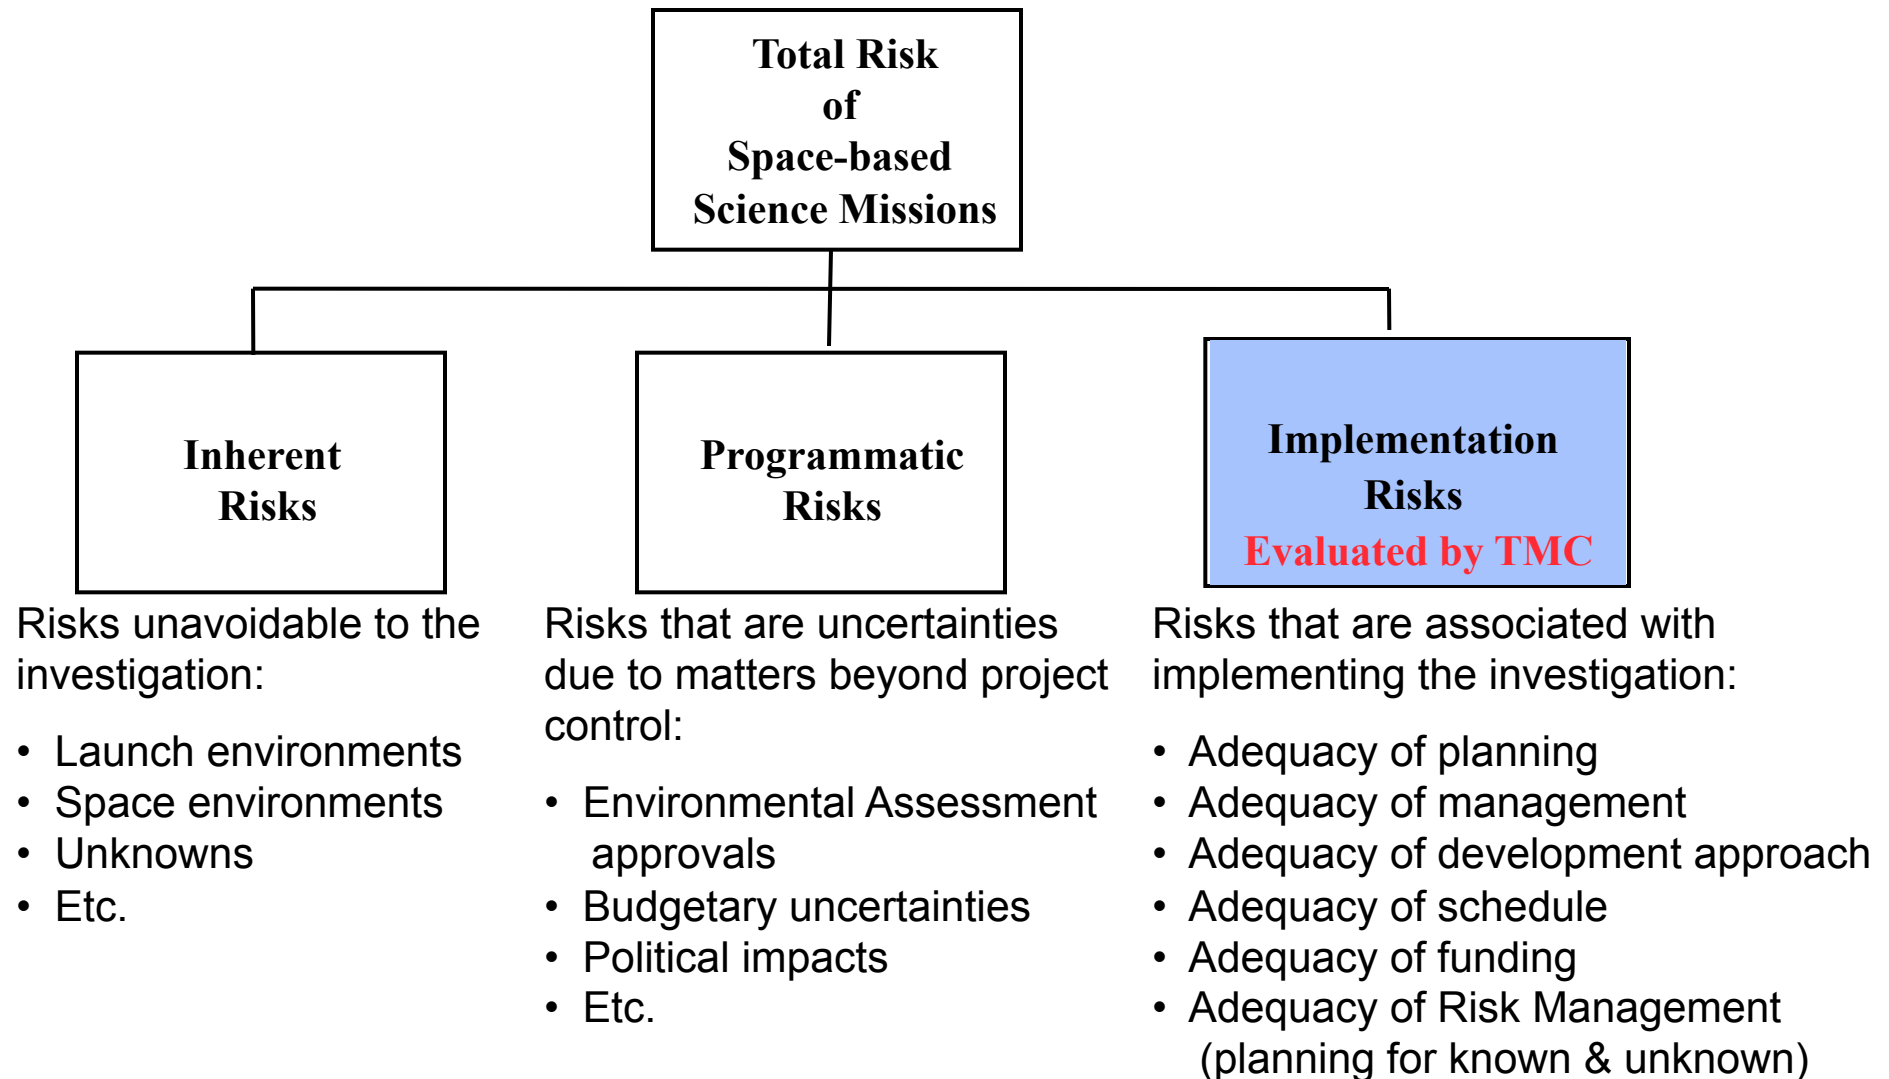 Total Risk
of
Space-based
Science Missions
Inherent
Risks
Programmatic
Risks
Implementation
Risks
Evaluated by TMC
Risks unavoidable to the
investigation:
• Launch environments
• Space environments
• Unknowns
• Etc.
Risks that are uncertainties
due to matters beyond project
control:
• Environmental Assessment
approvals
• Budgetary uncertainties
• Political impacts
• Etc.
Risks that are associated with
implementing the investigation:
• Adequacy of planning
• Adequacy of management
• Adequacy of development approach
• Adequacy of schedule
• Adequacy of funding
• Adequacy of Risk Management
(planning for known & unknown)